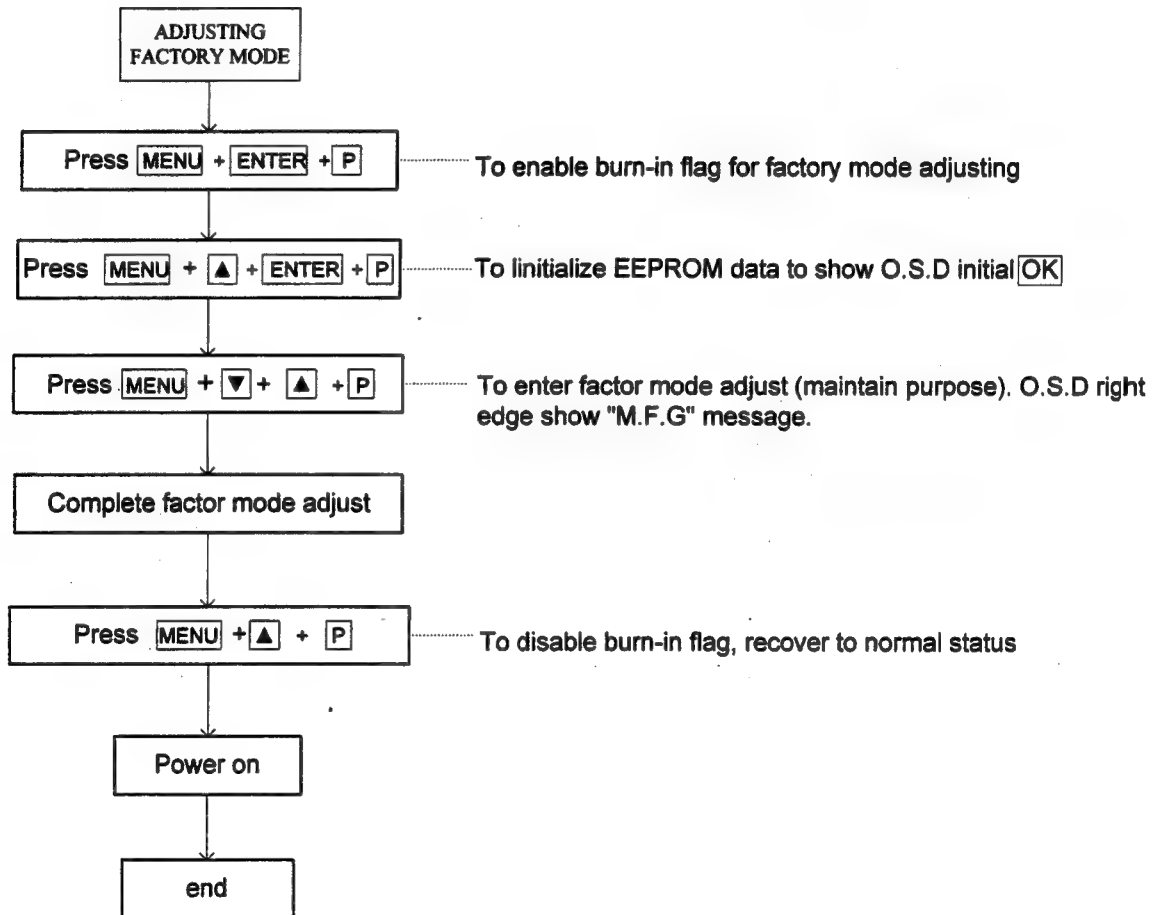 ADJUSTING
FACTORY MODE
Press MENU + ENTER + P
To enable burn-in flag for factory mode adjusting
Press MENU + ▲ + ENTER + P
To Iinitialize EEPROM data to show O.S.D initial OK
Press MENU + ▼ + ▲ + P
To enter factor mode adjust (maintain purpose). O.S.D right
edge show "M.F.G" message.
Complete factor mode adjust
Press MENU + ▲ + P
To disable burn-in flag, recover to normal status
Power on
end